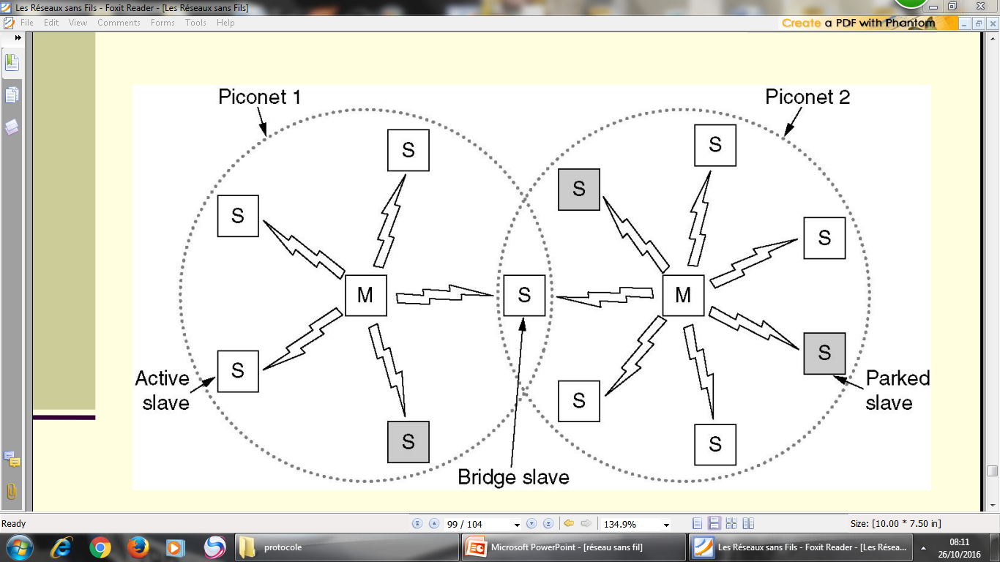 Les Réseaux sans Fils - Foxit Reader - [Les Réseaux sans Fils]
File Edit View Comments Forms Tools Help
Create a PDF with Phantom
Piconet 1
Piconet 2
S
S
S
S
S
M
S
M
S
S
Active
slave
Parked
slave
S
S
S
Bridge slave
Ready
99 / 104
134.9%
Size: [10.00 * 7.50 in]
protocole
Microsoft PowerPoint - [réseau sans fil]
Les Réseaux sans Fils - Foxit Reader - [Les Résea...
08:11
26/10/2016